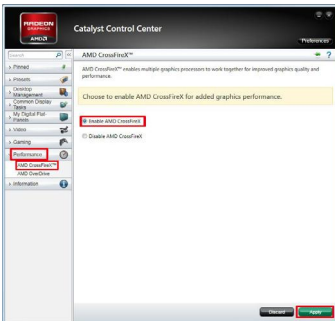 RADEON
GRAPHICS
AMD
Catalyst Control Center
Preferences
Search
AMD CrossFireX™
Pinned
Presets
Desktop
Management
Common Display
Tasks
My Digital Flat-
Panels
Video
Gaming
Performance
AMD CrossFireX™
AMD OverDrive
Information
AMD CrossFireX™ enables multiple graphics processors to work together for improved graphics quality and
performance.
Choose to enable AMD CrossFireX for added graphics performance.
Enable AMD CrossFireX
Disable AMD CrossFireX
Discard
Apply